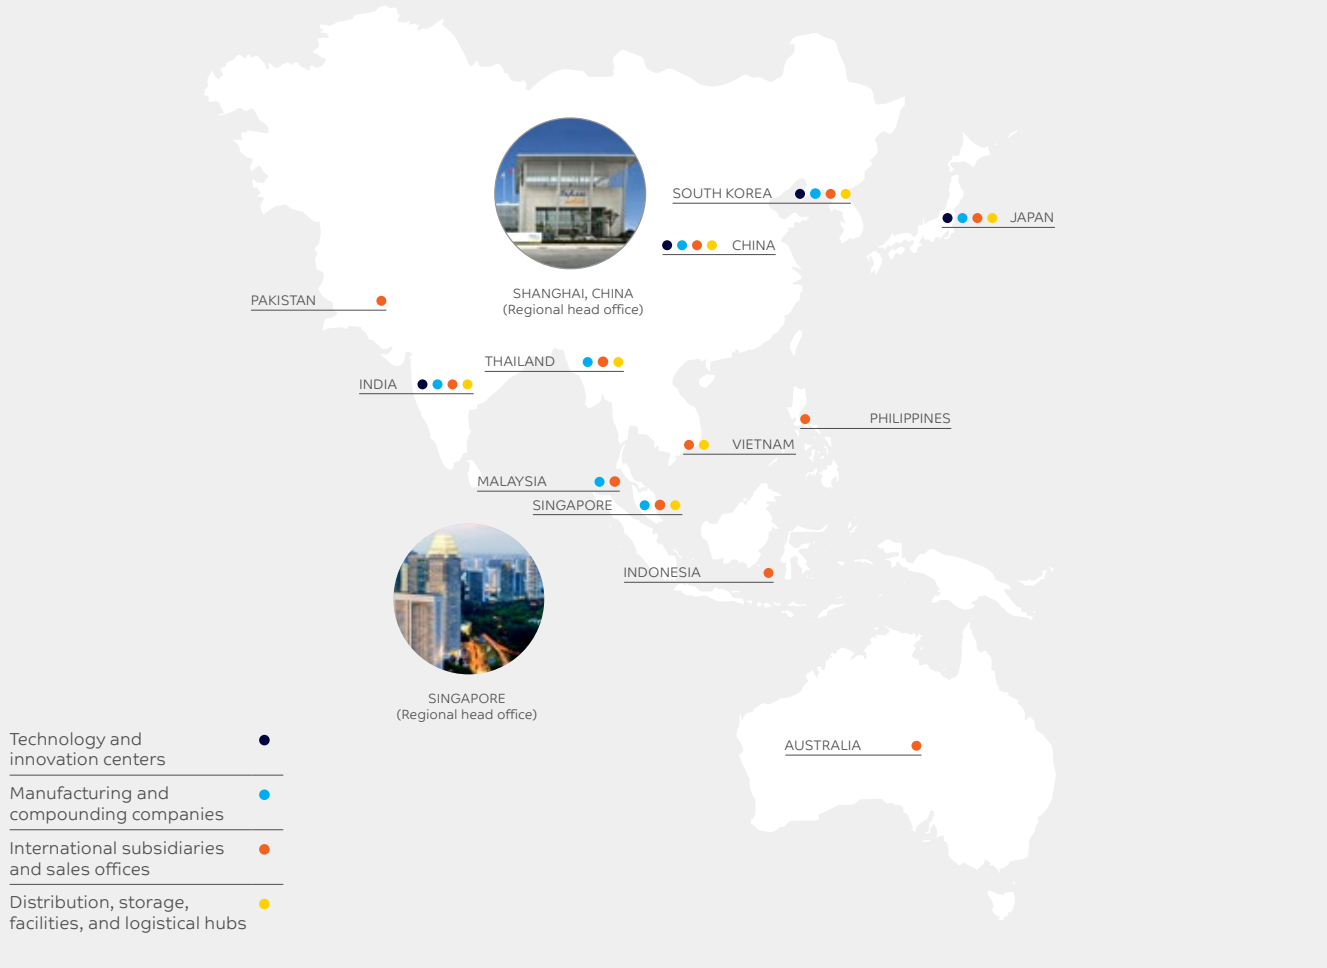 SOUTH KOREA
JAPAN
CHINA
SHANGHAI, CHINA
(Regional head office)
PAKISTAN
THAILAND
INDIA
PHILIPPINES
VIETNAM
MALAYSIA
SINGAPORE
INDONESIA
SINGAPORE
(Regional head office)
AUSTRALIA
Technology and
innovation centers
Manufacturing and
compounding companies
International subsidiaries
and sales offices
Distribution, storage,
facilities, and logistical hubs